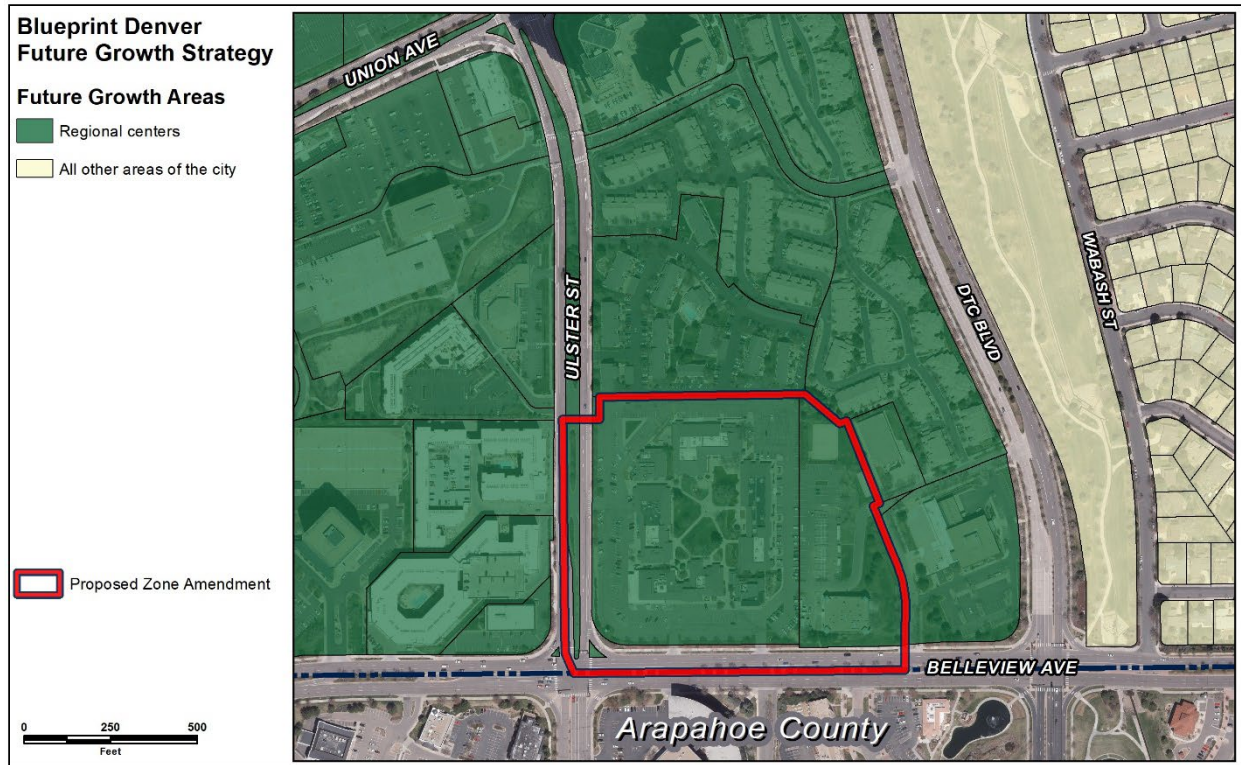 Blueprint Denver
Future Growth Strategy
Future Growth Areas
Regional centers
All other areas of the city
Proposed Zone Amendment
0 250 500
Feet
UNION AVE
ULSTER ST
DTC BLVD
WABASH ST
BELLEVIEW AVE
Arapahoe County